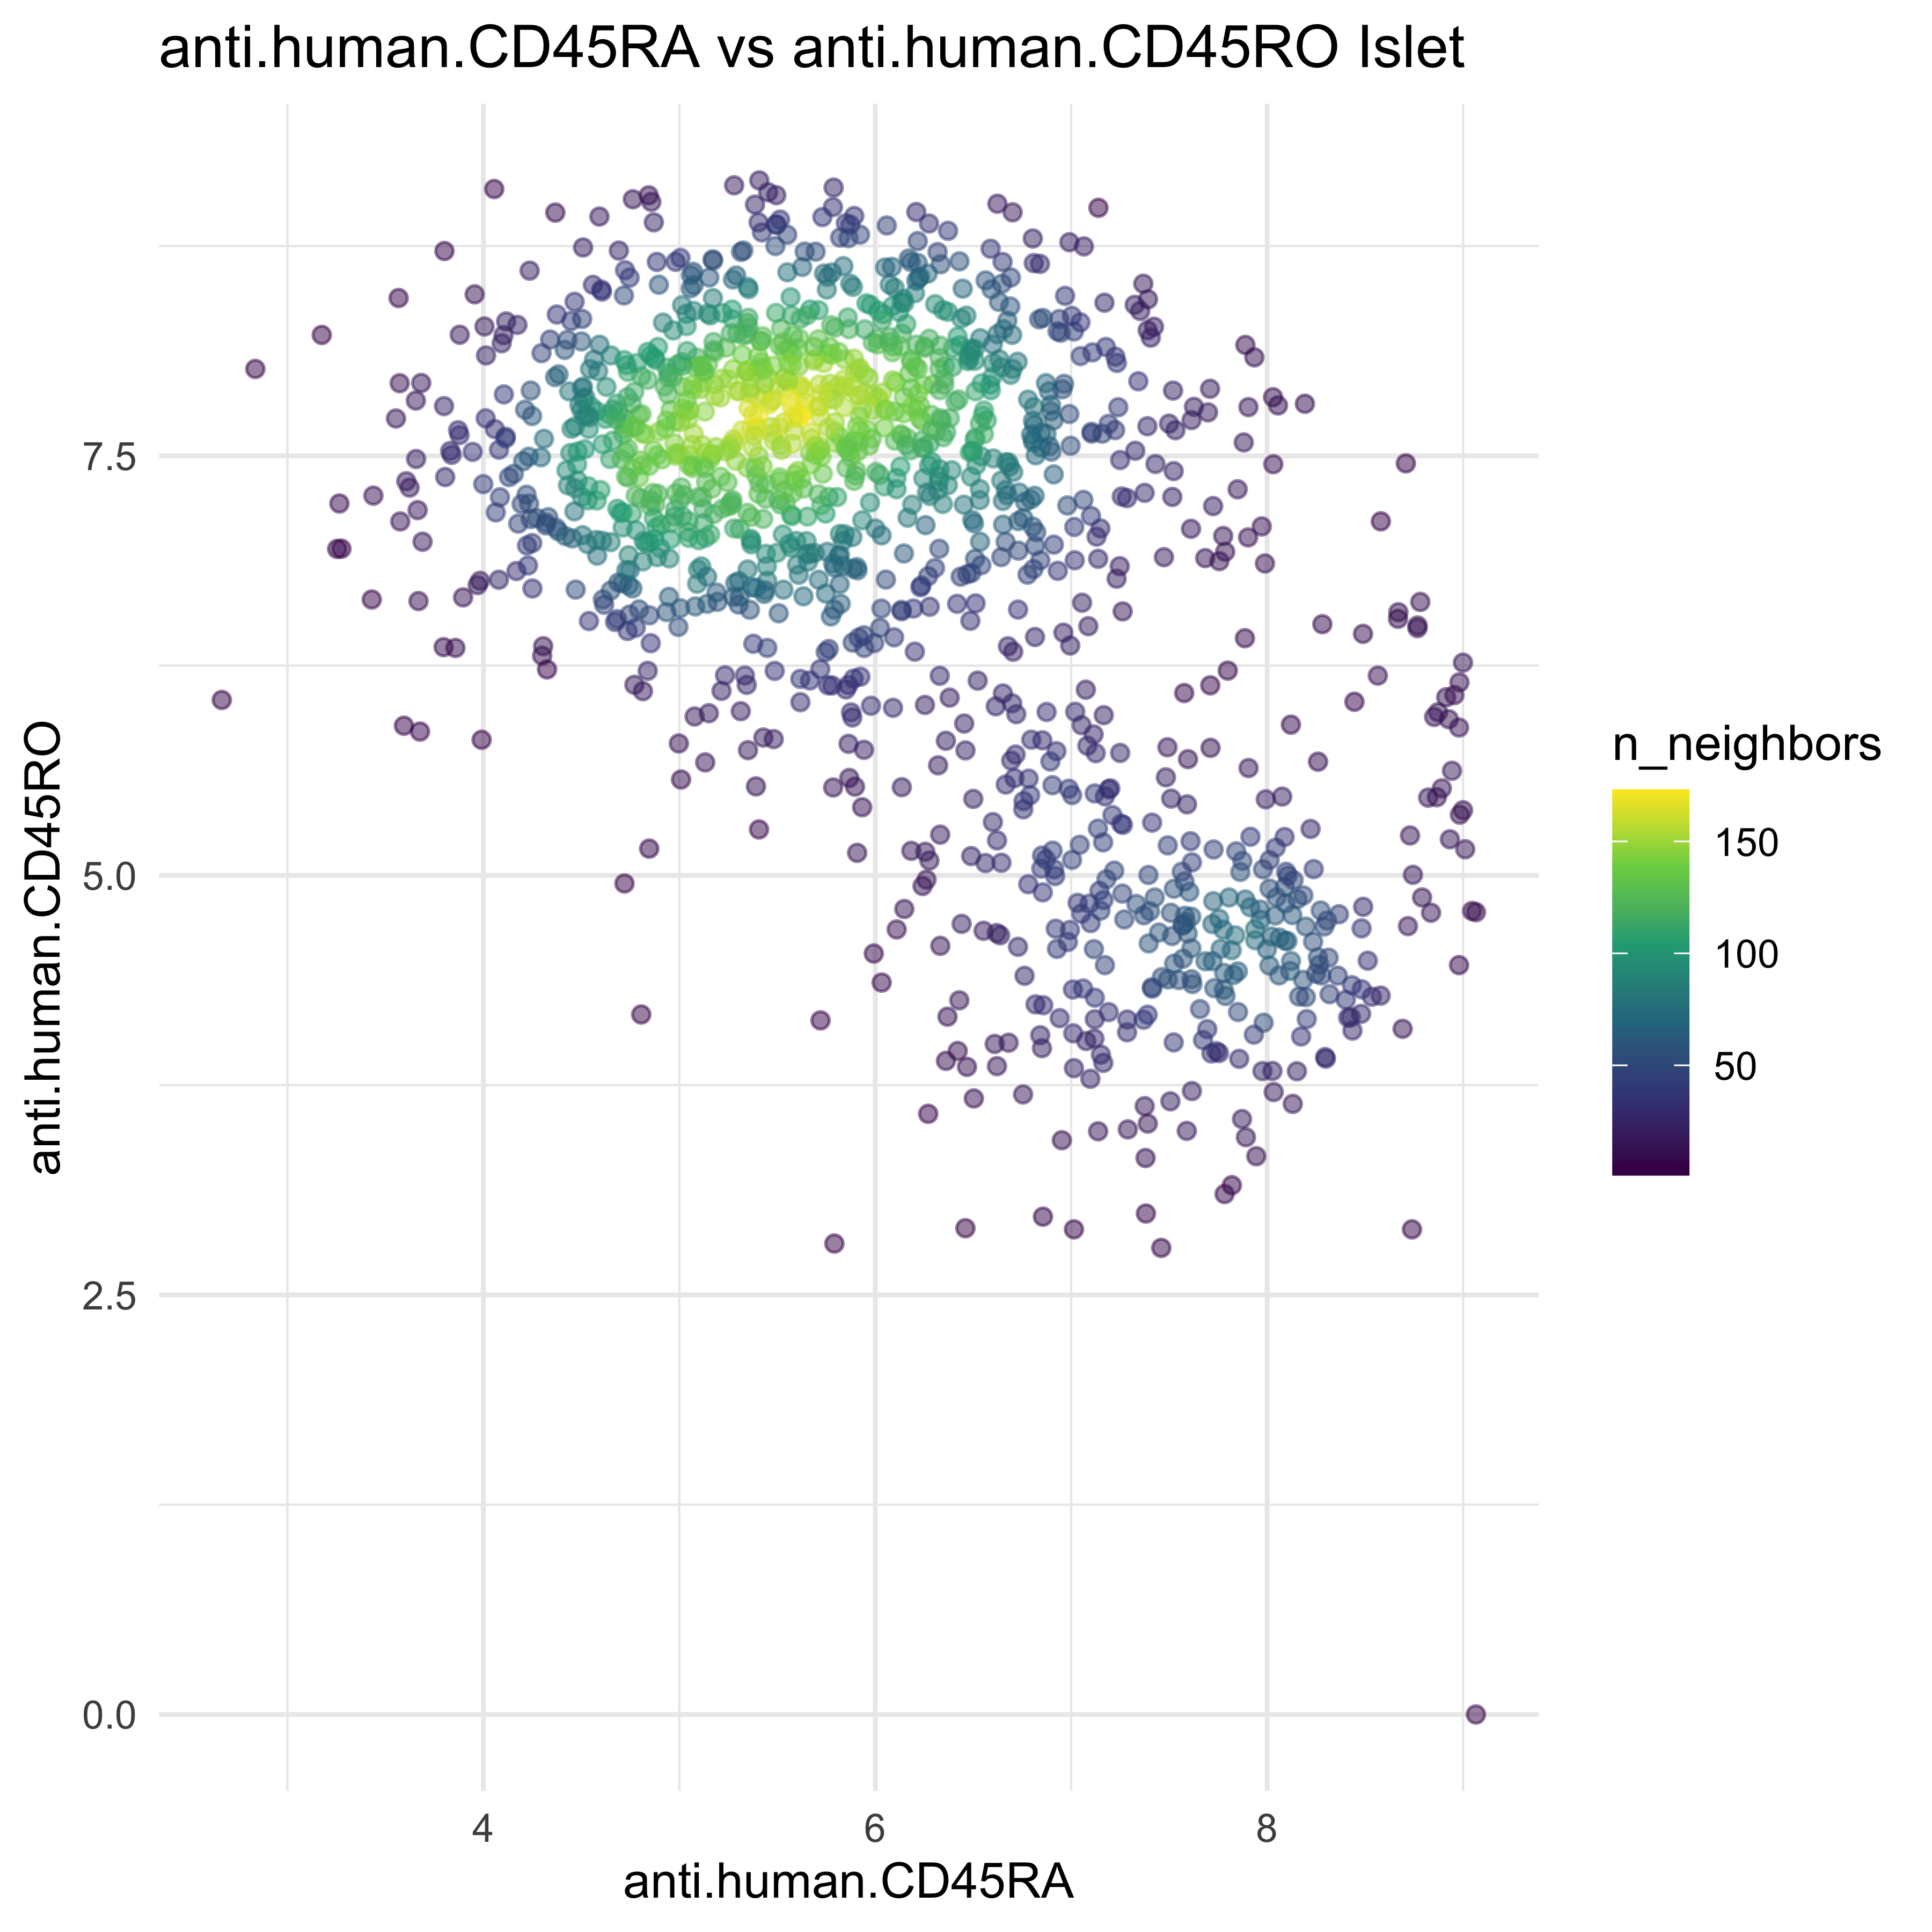 anti.human.CD45RA vs anti.human.CD45RO Islet
anti.human.CD45RO
7.5
5.0
2.5
0.0
4
6
8
anti.human.CD45RA
n_neighbors
150
100
50